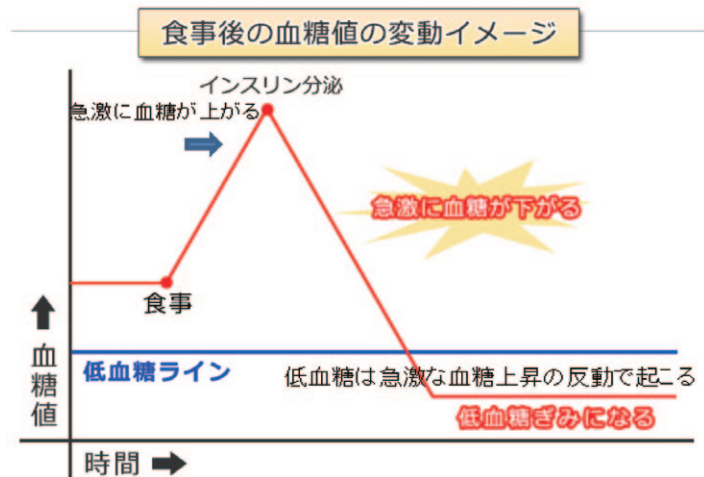 食事後の血糖値の変動イメージ
インスリン分泌
急激に血糖が上がる
急激に血糖が下がる
食事
血糖値
低血糖ライン
低血糖は急激な血糖上昇の反動で起こる
低血糖ぎみになる
時間